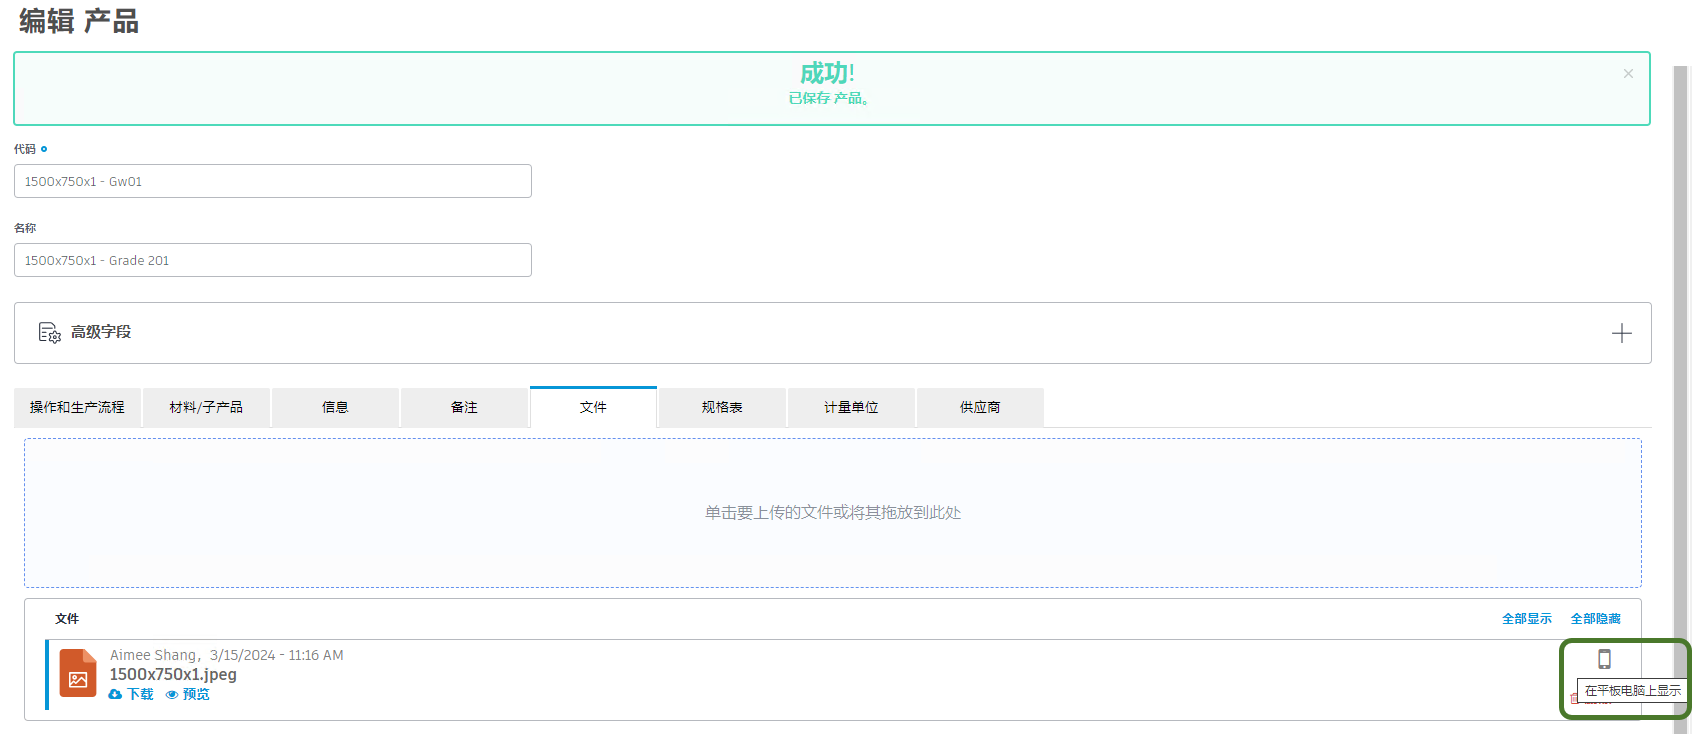 编辑 产品
成功!
已保存 产品。
代码
1500x750x1 - Gw01
名称
1500x750x1 - Grade 201
高级字段
操作和生产流程 材料/子产品 信息 备注 文件 规格表 计量单位 供应商
单击要上传的文件或将其拖放到此处
文件 全部显示 全部隐藏
Aimee Shang, 3/15/2024 - 11:16 AM
1500x750x1.jpeg
下载 预览
在平板电脑上显示